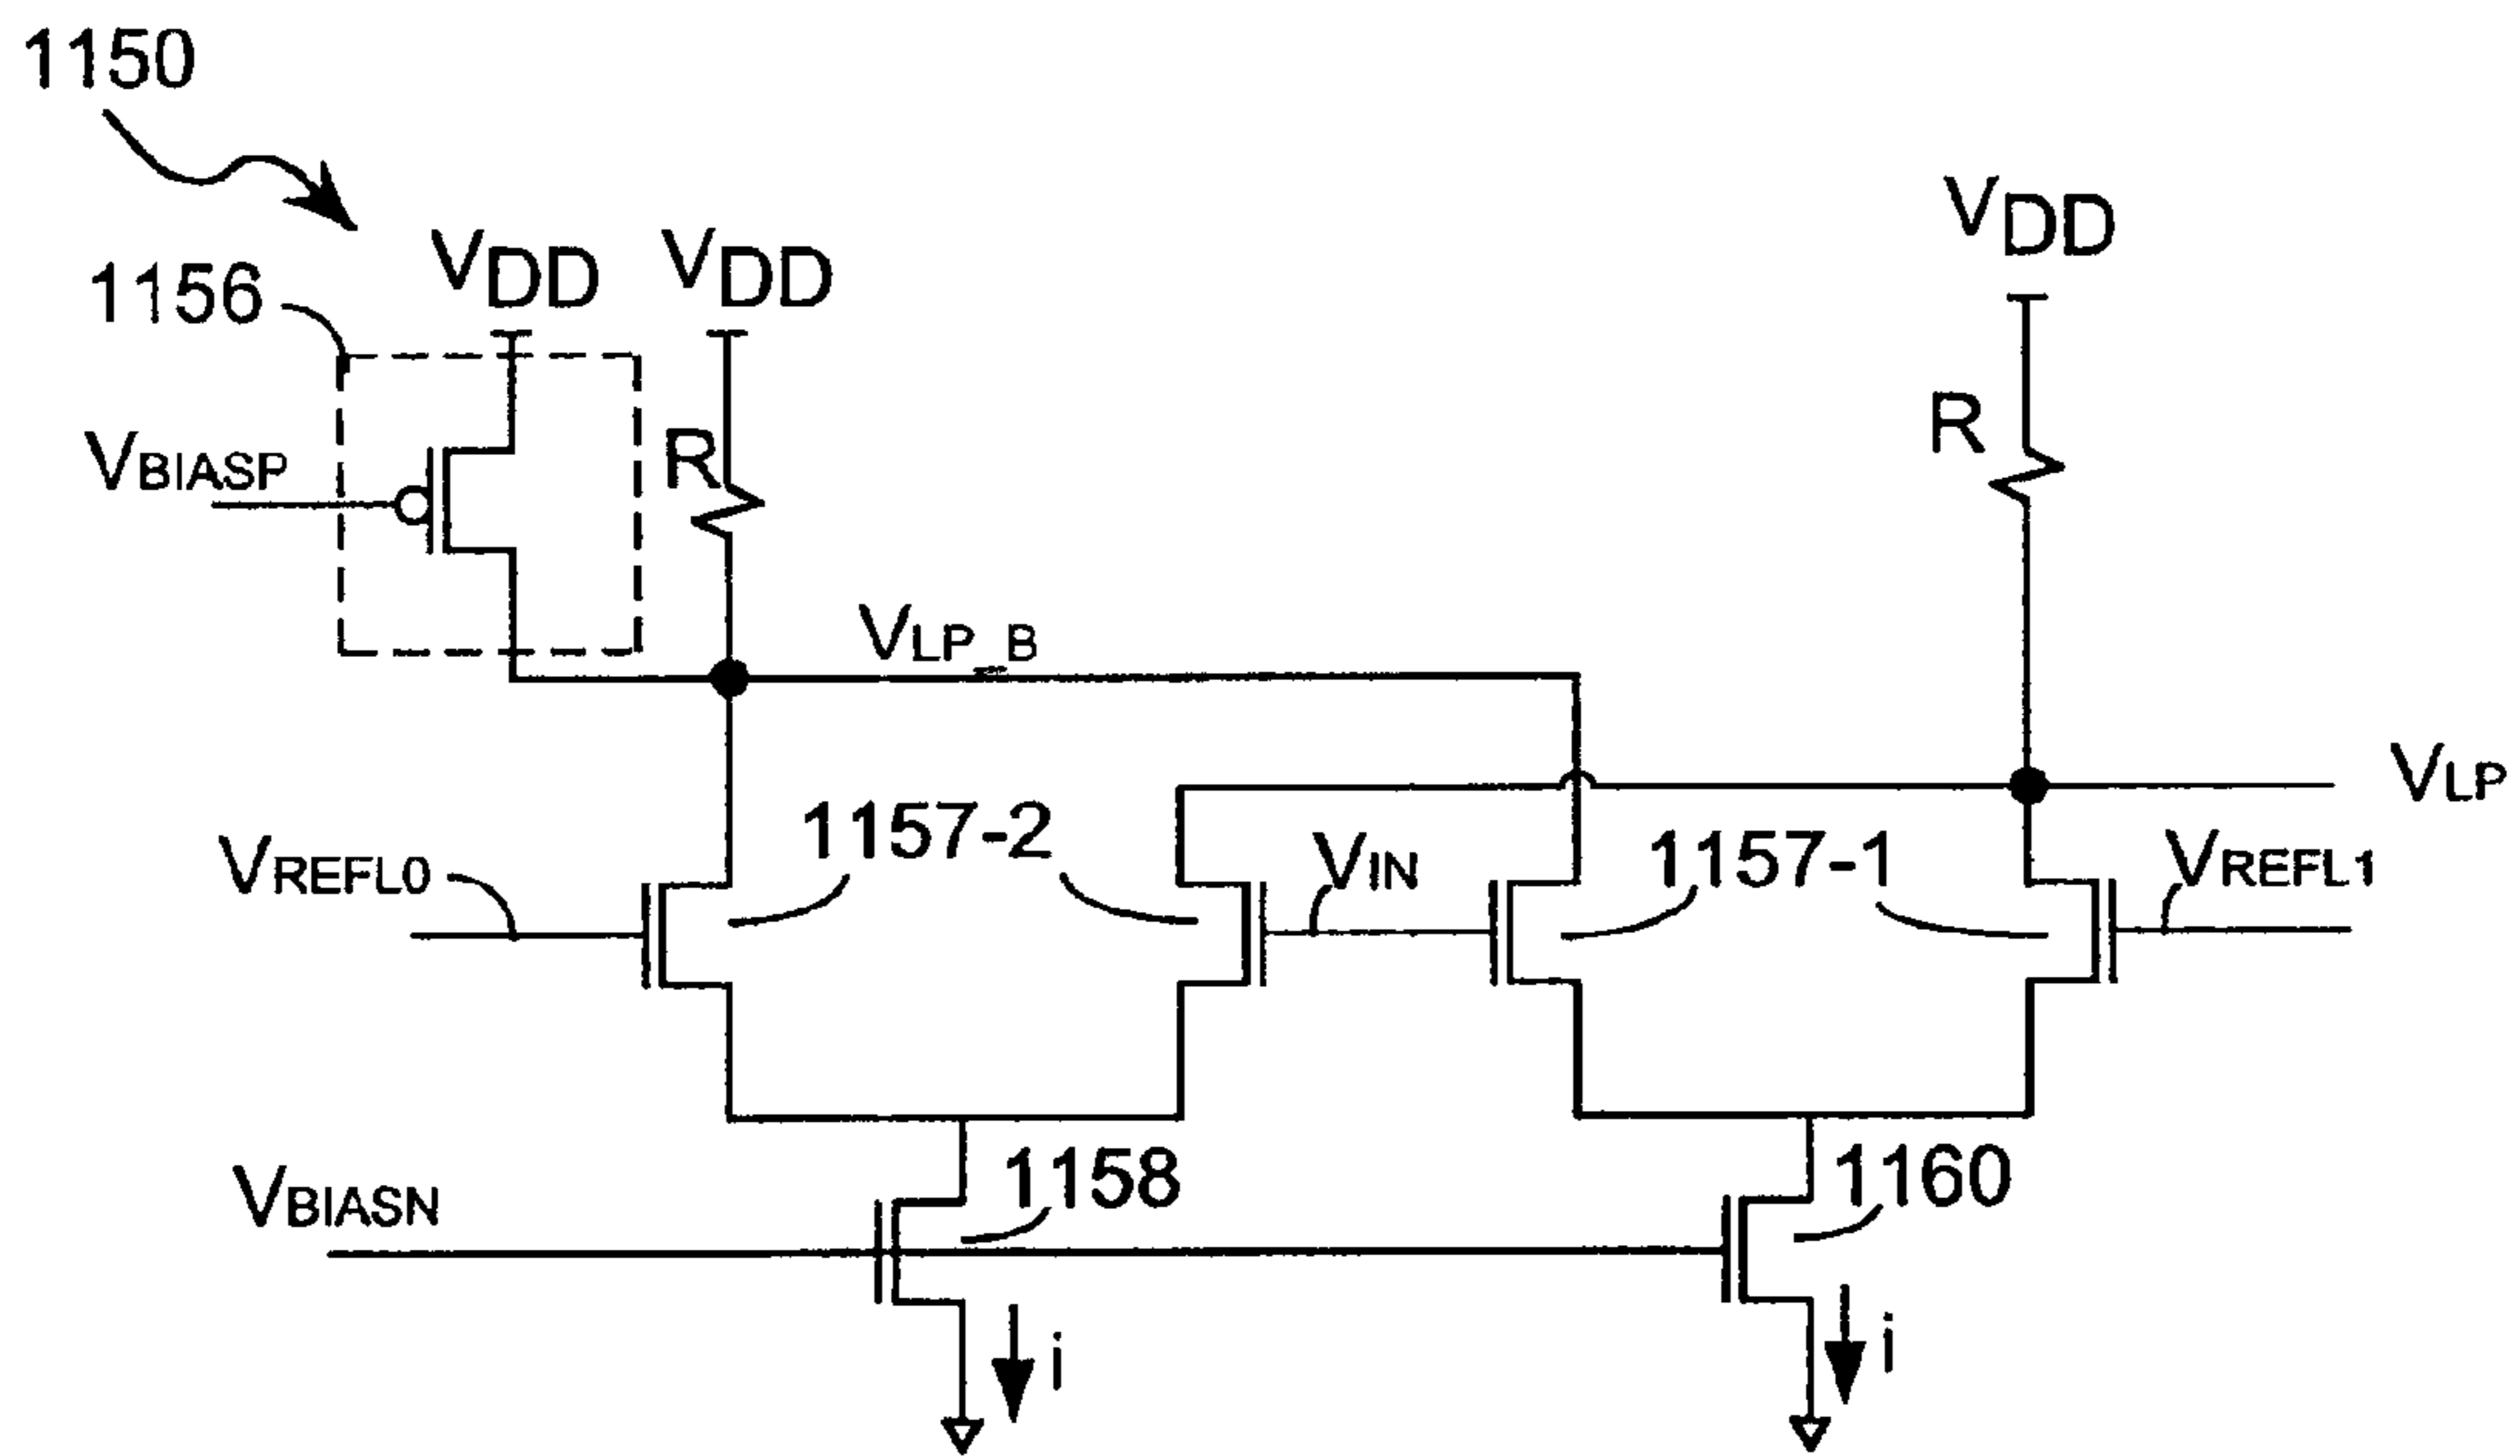 1150
VDD
1156
VDD
VDD
R
VBIASP
R
VLP_B
VLP
1157-2
VIN
1157-1
VREFL1
VREFL0
1158
1160
VBIASN
i
i